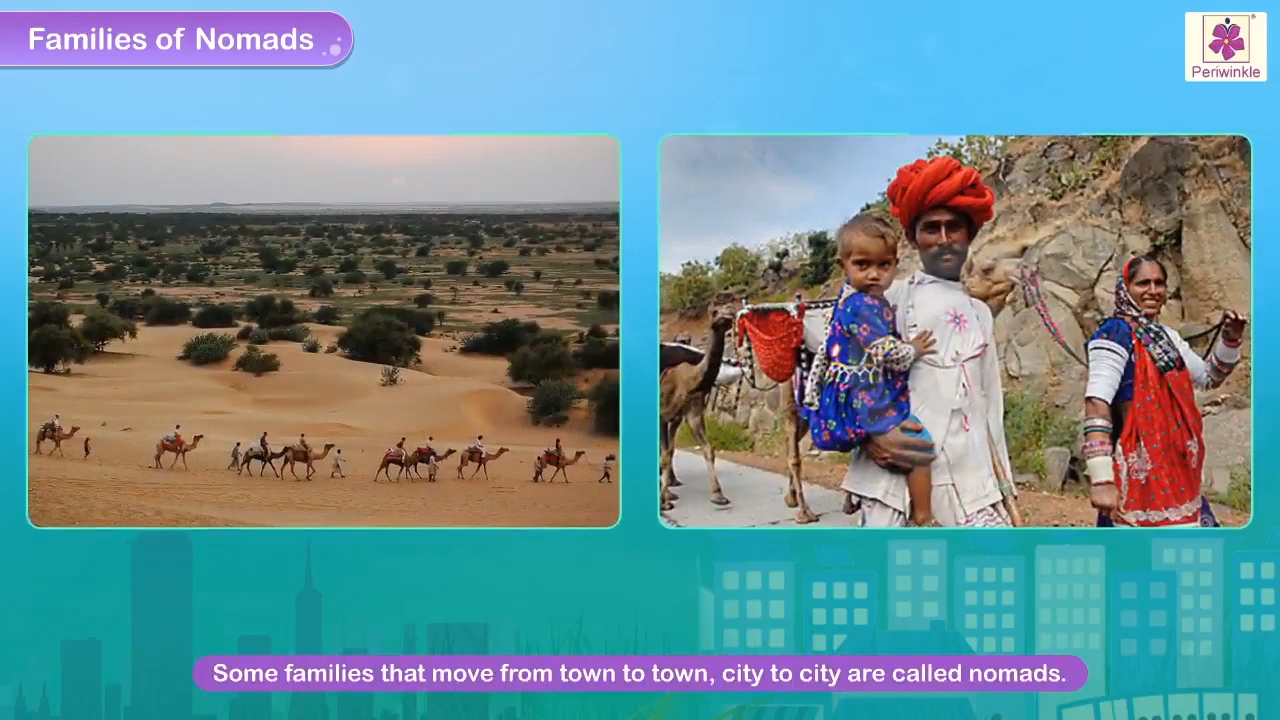 Families of Nomads
Periwinkle
Some families that move from town to town, city to city are called nomads.